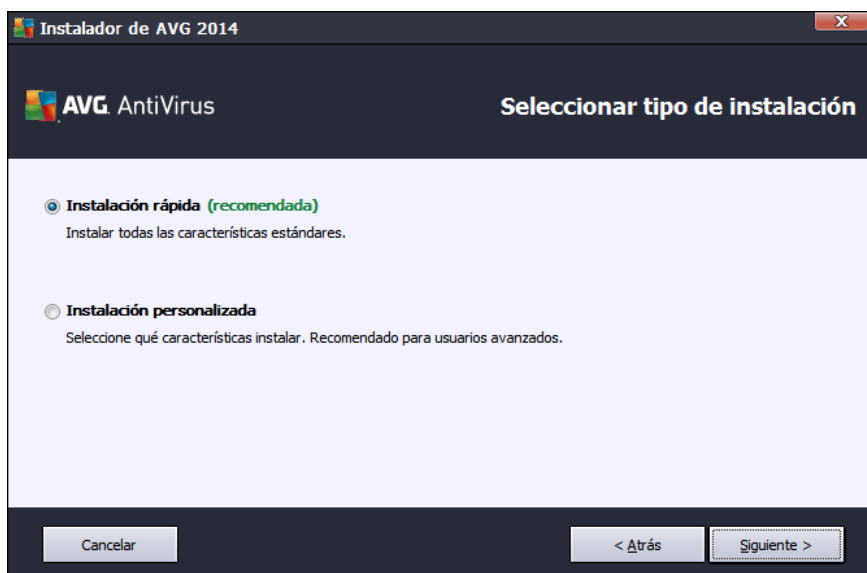 Instalador de AVG 2014
X
AVG. AntiVirus
Seleccionar tipo de instalación
Instalación rápida (recomendada)
Instalar todas las características estándares.
Instalación personalizada
Seleccione qué características instalar. Recomendado para usuarios avanzados.
Cancelar
< Atrás
Siguiente >